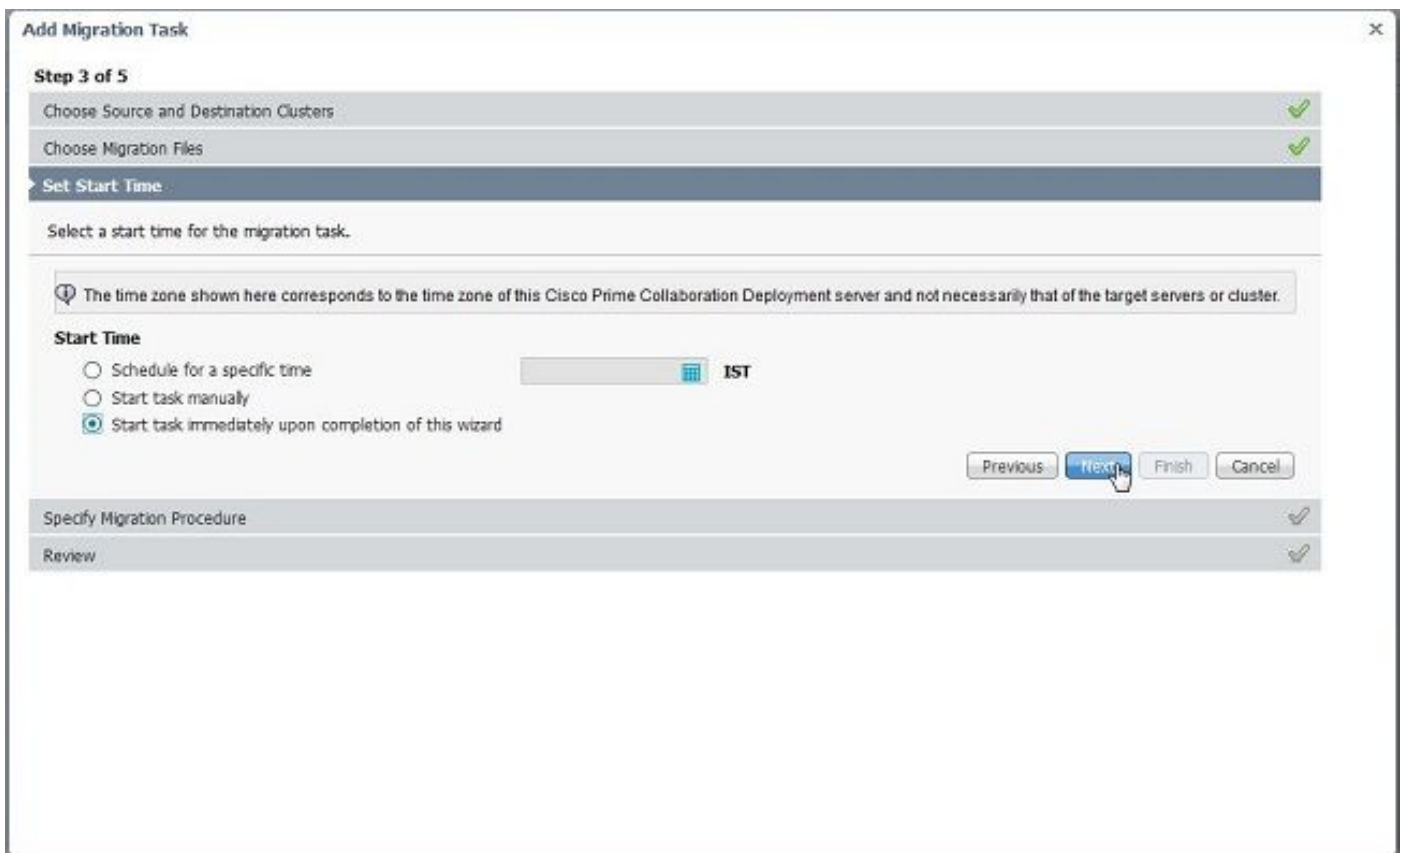 Add Migration Task
Step 3 of 5
Choose Source and Destination Clusters
Choose Migration Files
Set Start Time
Select a start time for the migration task.
The time zone shown here corresponds to the time zone of this Cisco Prime Collaboration Deployment server and not necessarily that of the target servers or cluster.
Start Time
Schedule for a specific time IST
Start task manually
Start task immediately upon completion of this wizard
Previous Next Finish Cancel
Specify Migration Procedure
Review